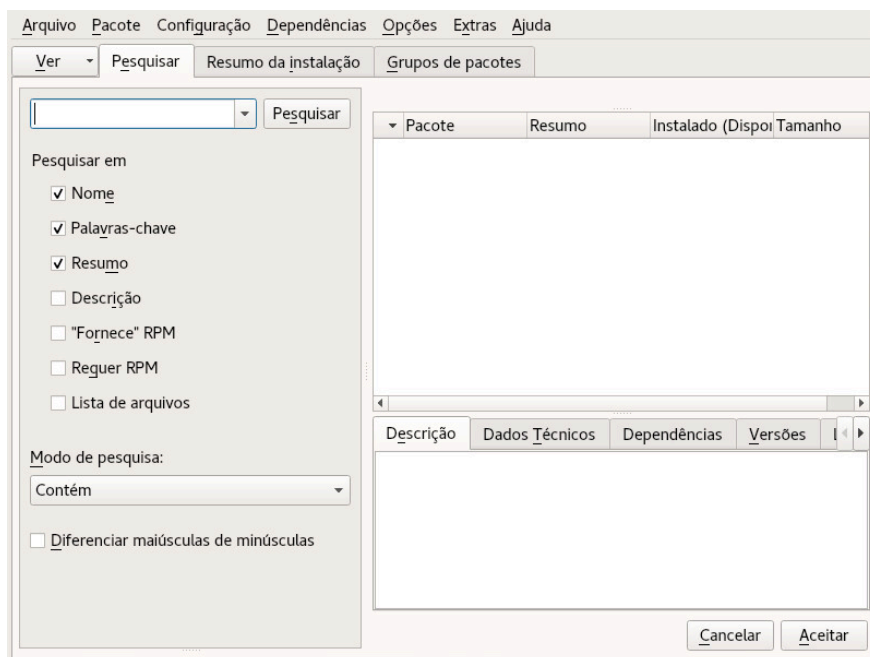 Arquivo Pacote Configuração Dependências Opções Extras Ajuda
Ver Pesquisar Resumo da instalação Grupos de pacotes
Pesquisar
Pesquisar em
Nome
Palavras-chave
Resumo
Descrição
"Fornece" RPM
Requer RPM
Lista de arquivos
Modo de pesquisa:
Contém
Diferenciar maiúsculas de minúsculas
Pacote Resumo Instalado (Dispor Tamanho
Descrição Dados Técnicos Dependências Versões
Cancelar Aceitar